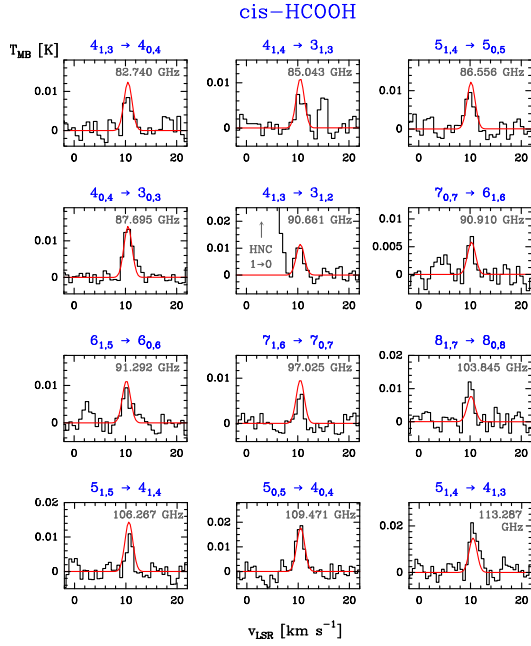 cis-HCOOH
T_MB [K]
4_1,3 → 4_0,4
4_1,4 → 3_1,3
5_1,4 → 5_0,5
82.740 GHz
85.043 GHz
86.556 GHz
0.01
0
0.01
0
0.01
0
0 10 20
0 10 20
0 10 20
4_0,4 → 3_0,3
4_1,3 → 3_1,2
7_0,7 → 6_1,6
87.695 GHz
90.661 GHz
90.910 GHz
↑
HNC
1→0
0.01
0
0.01
0
0.01
0.005
0
0 10 20
0 10 20
0 10 20
6_1,5 → 6_0,6
7_1,6 → 7_0,7
8_1,7 → 8_0,8
91.292 GHz
97.025 GHz
103.845 GHz
0.01
0
0.01
0
0.02
0.01
0
0 10 20
0 10 20
0 10 20
5_1,5 → 4_1,4
5_0,5 → 4_0,4
5_1,4 → 4_1,3
106.267 GHz
109.471 GHz
113.287
GHz
0.02
0.01
0
0.02
0.01
0
0.02
0
0 10 20
0 10 20
0 10 20
v_LSR [km s⁻¹]